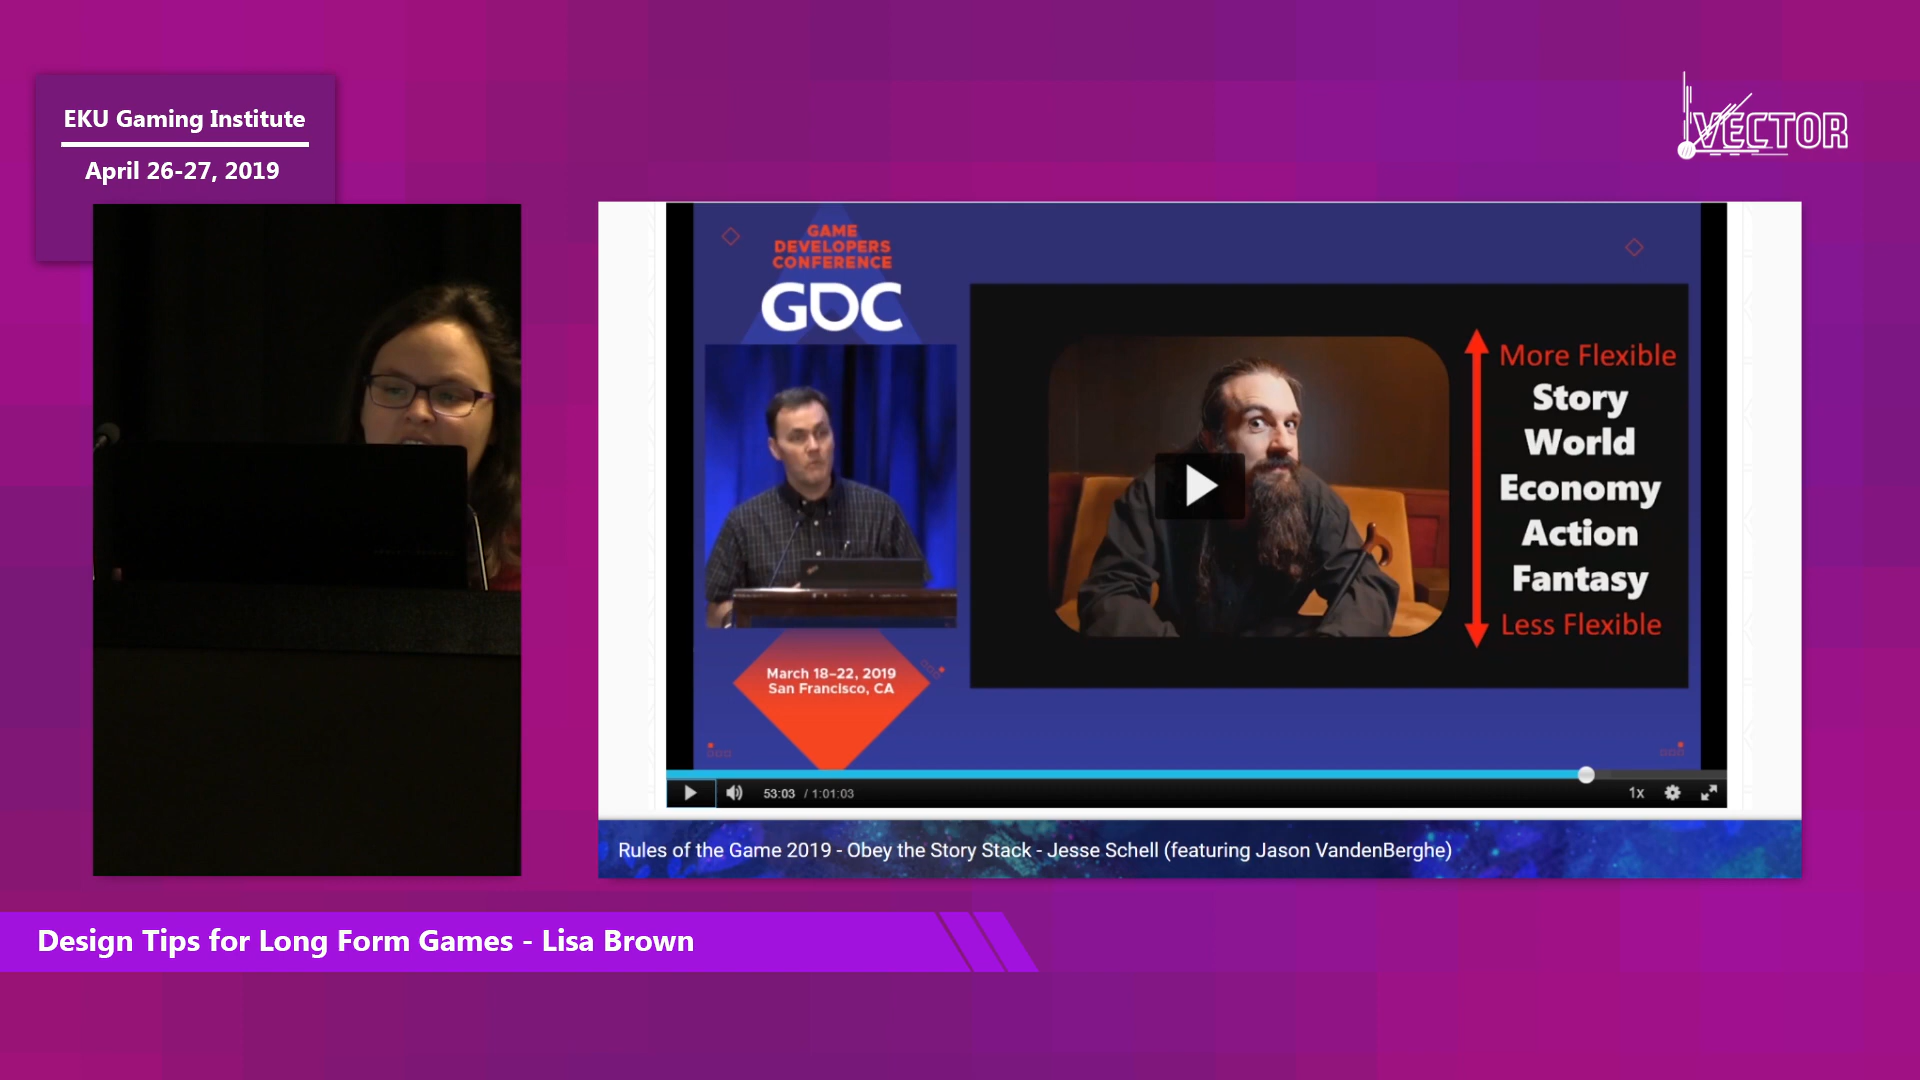 EKU Gaming Institute
April 26-27, 2019
VECTOR
GAME
DEVELOPERS
CONFERENCE
GDC
More Flexible
Story
World
Economy
Action
Fantasy
Less Flexible
March 18-22, 2019
San Francisco, CA
53:03 / 1:01:03
1x
Rules of the Game 2019 - Obey the Story Stack - Jesse Schell (featuring Jason VandenBerghe)
Design Tips for Long Form Games - Lisa Brown